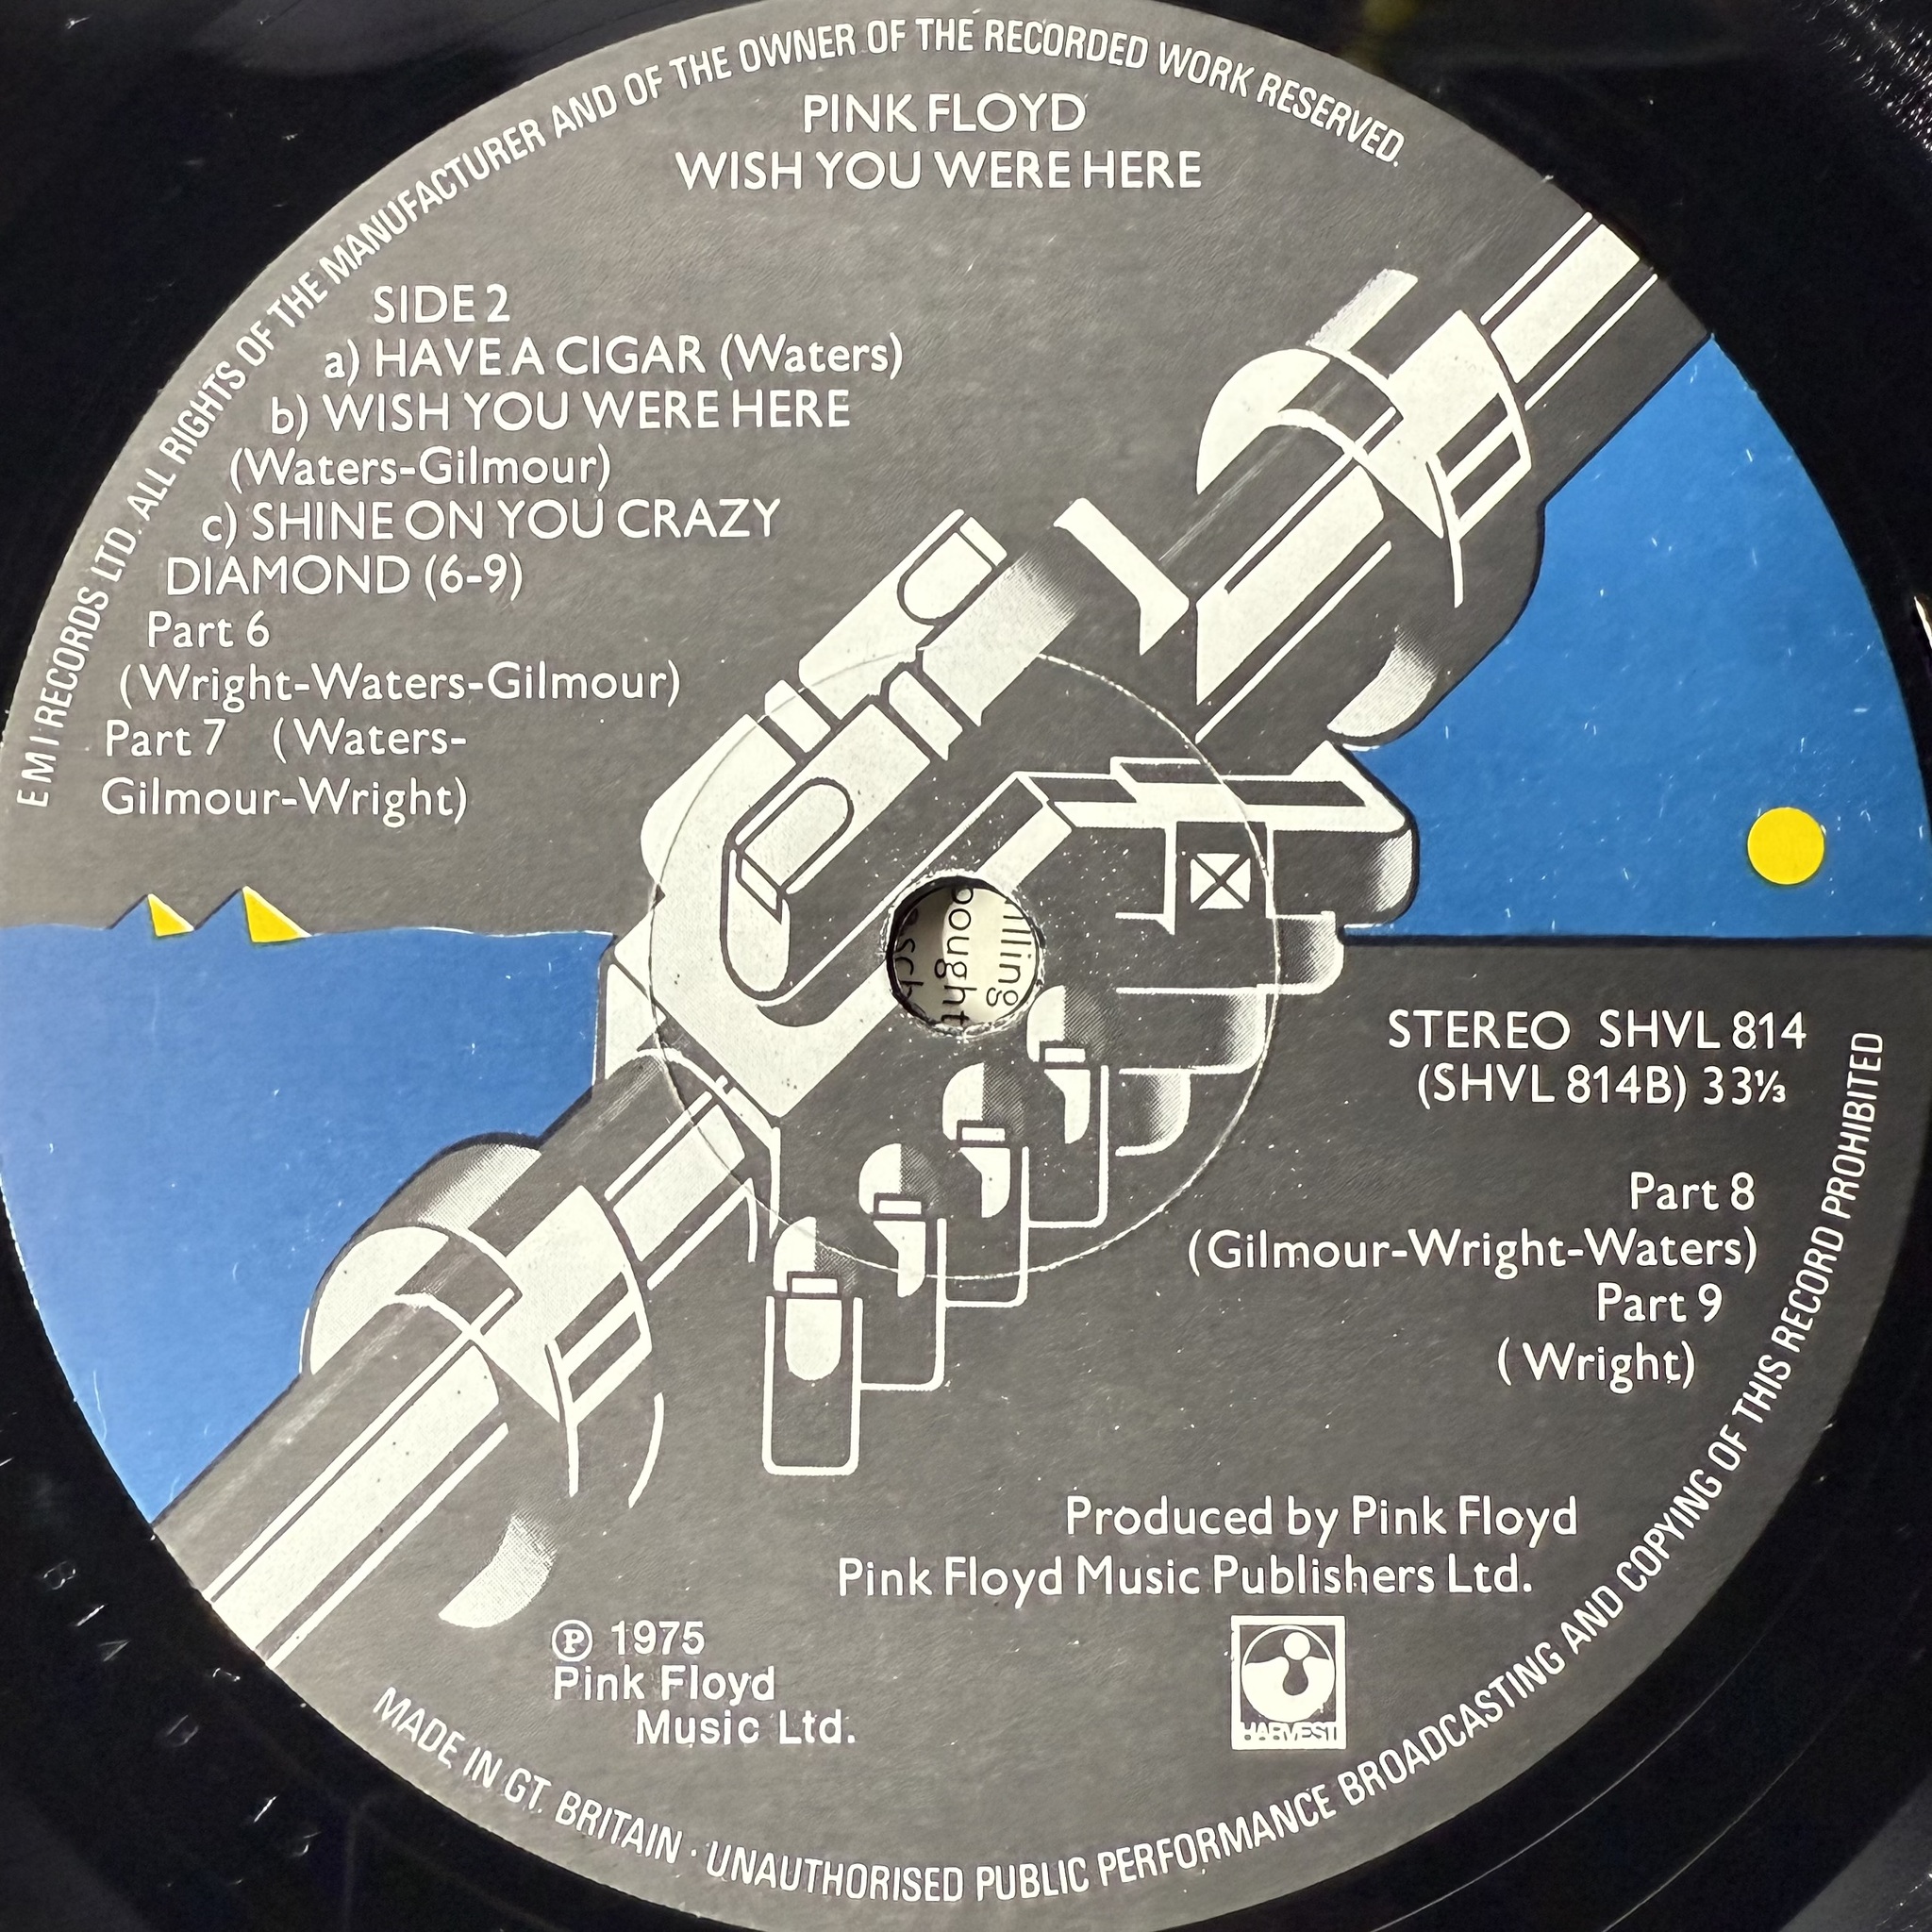 E M I RECORDS LTD. ALL RIGHTS OF THE MANUFACTURER AND OF THE OWNER OF THE RECORDED WORK RESERVED.
PINK FLOYD
WISH YOU WERE HERE
SIDE 2
a) HAVE A CIGAR (Waters)
b) WISH YOU WERE HERE
(Waters-Gilmour)
c) SHINE ON YOU CRAZY
DIAMOND (6-9)
Part 6
(Wright-Waters-Gilmour)
Part 7 (Waters-
Gilmour-Wright)
bought
STEREO SHVL 814
(SHVL 814B) 33⅓
Part 8
(Gilmour-Wright-Waters)
Part 9
(Wright)
Produced by Pink Floyd
Pink Floyd Music Publishers Ltd.
Ⓟ 1975
Pink Floyd
Music Ltd.
HARVEST
MADE IN GT. BRITAIN · UNAUTHORISED PUBLIC PERFORMANCE BROADCASTING AND COPYING OF THIS RECORD PROHIBITED